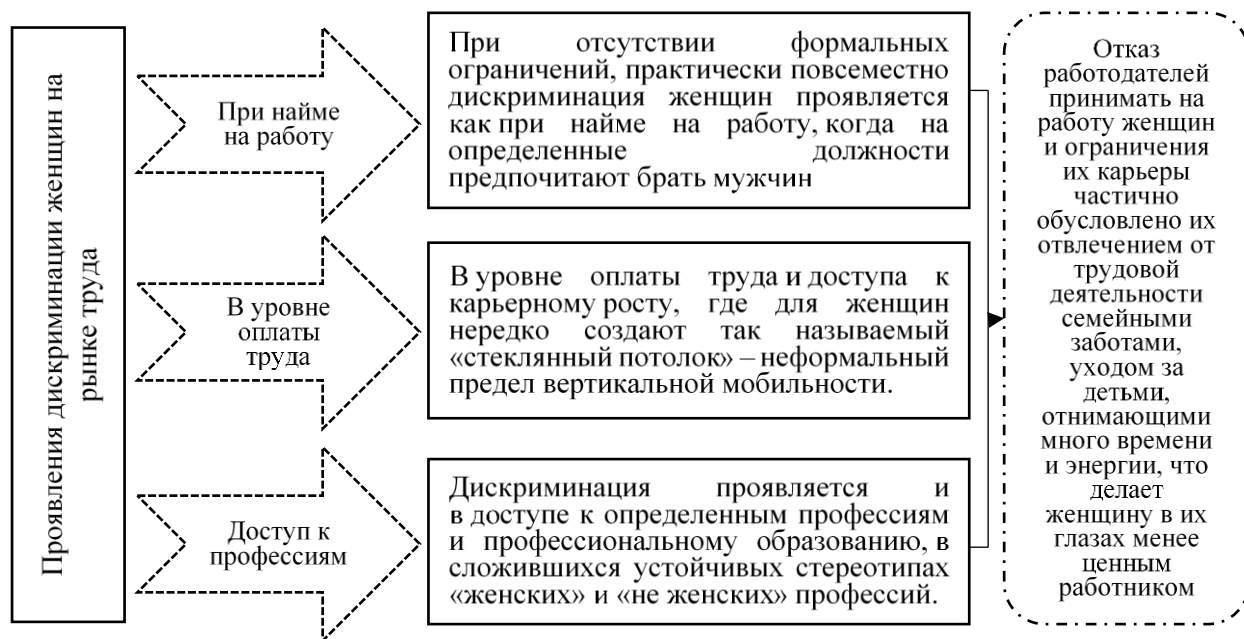 Проявления дискриминации женщин на
рынке труда
При найме
на работу
При отсутствии формальных
ограничений, практически повсеместно
дискриминация женщин проявляется
как при найме на работу, когда на
определенные должности
предпочитают брать мужчин
В уровне
оплаты
труда
В уровне оплаты труда и доступа к
карьерному росту, где для женщин
нередко создают так называемый
«стеклянный потолок» – неформальный
предел вертикальной мобильности.
Доступ к
профессиям
Дискриминация проявляется и
в доступе к определенным профессиям
и профессиональному образованию, в
сложившихся устойчивых стереотипах
«женских» и «не женских» профессий.
Отказ
работодателей
принимать на
работу женщин
и ограничения
их карьеры
частично
обусловлено их
отвлечением от
трудовой
деятельности
семейными
заботами,
уходом за
детьми,
отнимающими
много времени
и энергии, что
делает
женщину в их
глазах менее
ценным
работником